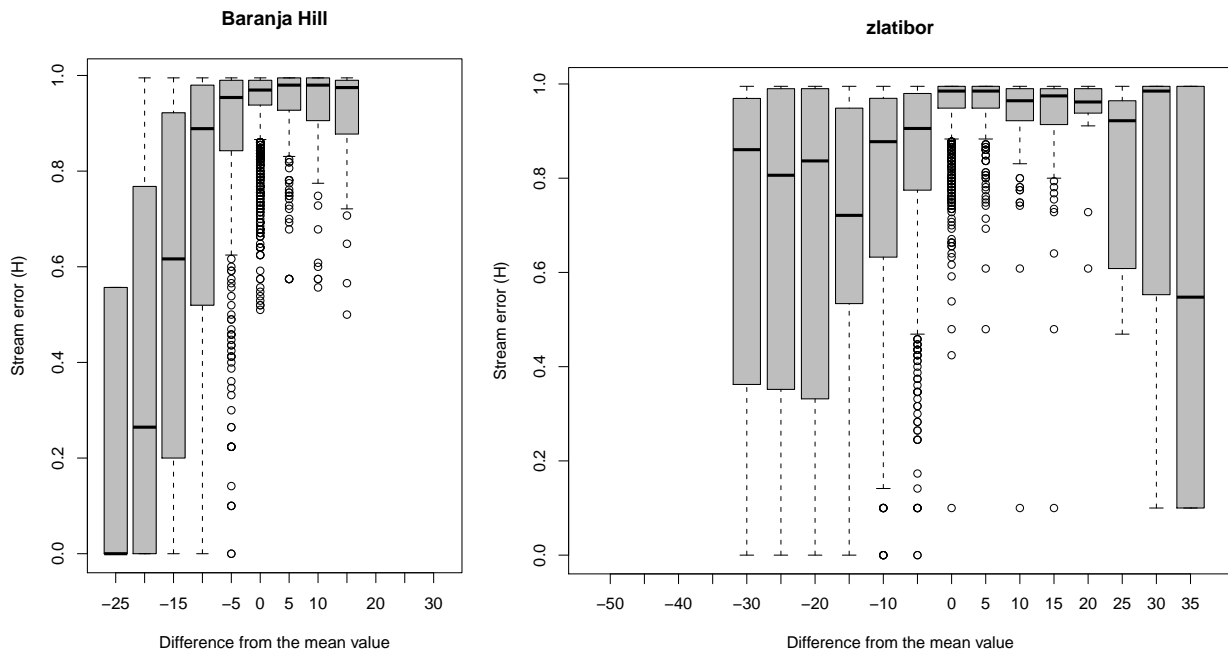 Baranja Hill
1.0
0.8
0.6
0.4
0.2
0.0
Stream error (H)
−25 −15 −5 0 5 10 20 30
Difference from the mean value
zlatibor
1.0
0.8
0.6
0.4
0.2
0.0
Stream error (H)
−50 −40 −30 −20 −10 0 5 10 15 20 25 30 35
Difference from the mean value